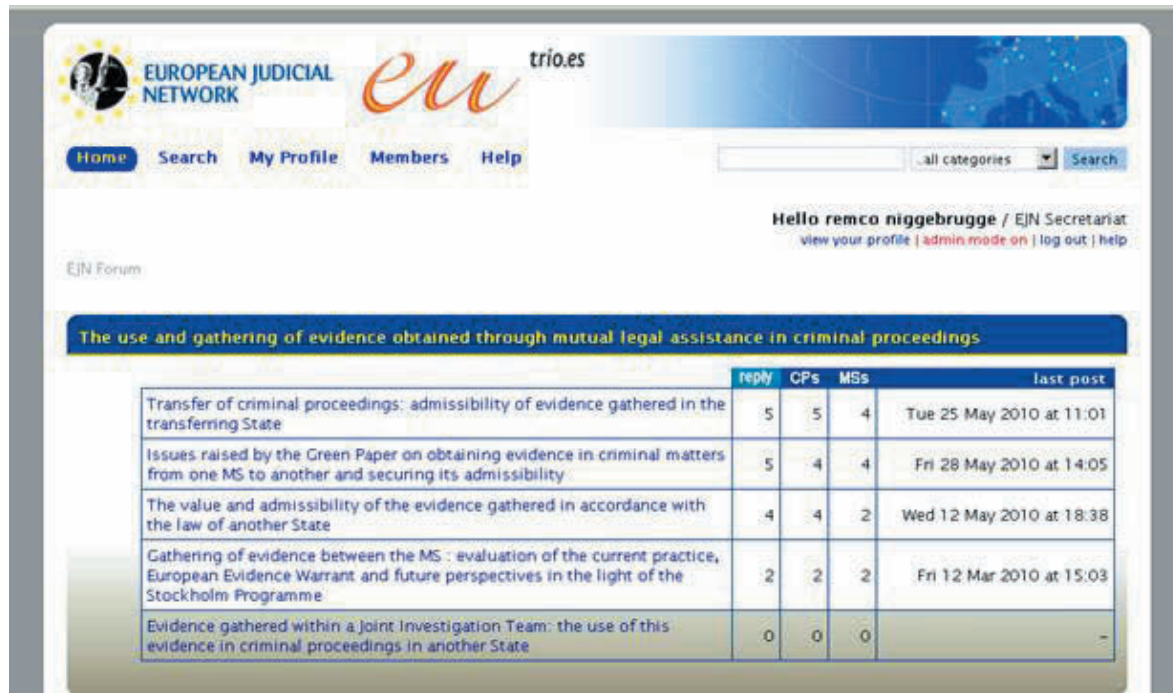 EUROPEAN JUDICIAL
NETWORK
eu
trio.es
Home Search My Profile Members Help
..all categories Search
Hello remco niggebrugge / EJN Secretariat
view your profile | admin mode on | log out | help
EJN Forum
The use and gathering of evidence obtained through mutual legal assistance in criminal proceedings
reply CPs MSs last post
Transfer of criminal proceedings: admissibility of evidence gathered in the
transferring State
5 5 4 Tue 25 May 2010 at 11:01
Issues raised by the Green Paper on obtaining evidence in criminal matters
from one MS to another and securing its admissibility
5 4 4 Fri 28 May 2010 at 14:05
The value and admissibility of the evidence gathered in accordance with
the law of another State
4 4 2 Wed 12 May 2010 at 18:38
Gathering of evidence between the MS : evaluation of the current practice,
European Evidence Warrant and future perspectives in the light of the
Stockholm Programme
2 2 2 Fri 12 Mar 2010 at 15:03
Evidence gathered within a Joint Investigation Team: the use of this
evidence in criminal proceedings in another State
0 0 0 -